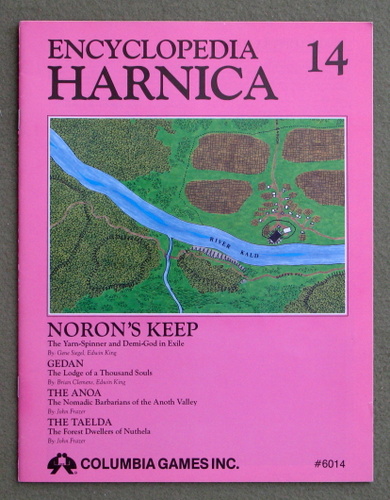 ENCYCLOPEDIA
HARNICA 14
RIVER KALD
NORON'S KEEP
The Yarn-Spinner and Demi-God in Exile
By: Gene Siegel, Edwin King
GEDAN
The Lodge of a Thousand Souls
By: Brian Clemens, Edwin King
THE ANOA
The Nomadic Barbarians of the Anoth Valley
By: John Frazer
THE TAELDA
The Forest Dwellers of Nuthela
By: John Frazer
COLUMBIA GAMES INC. #6014